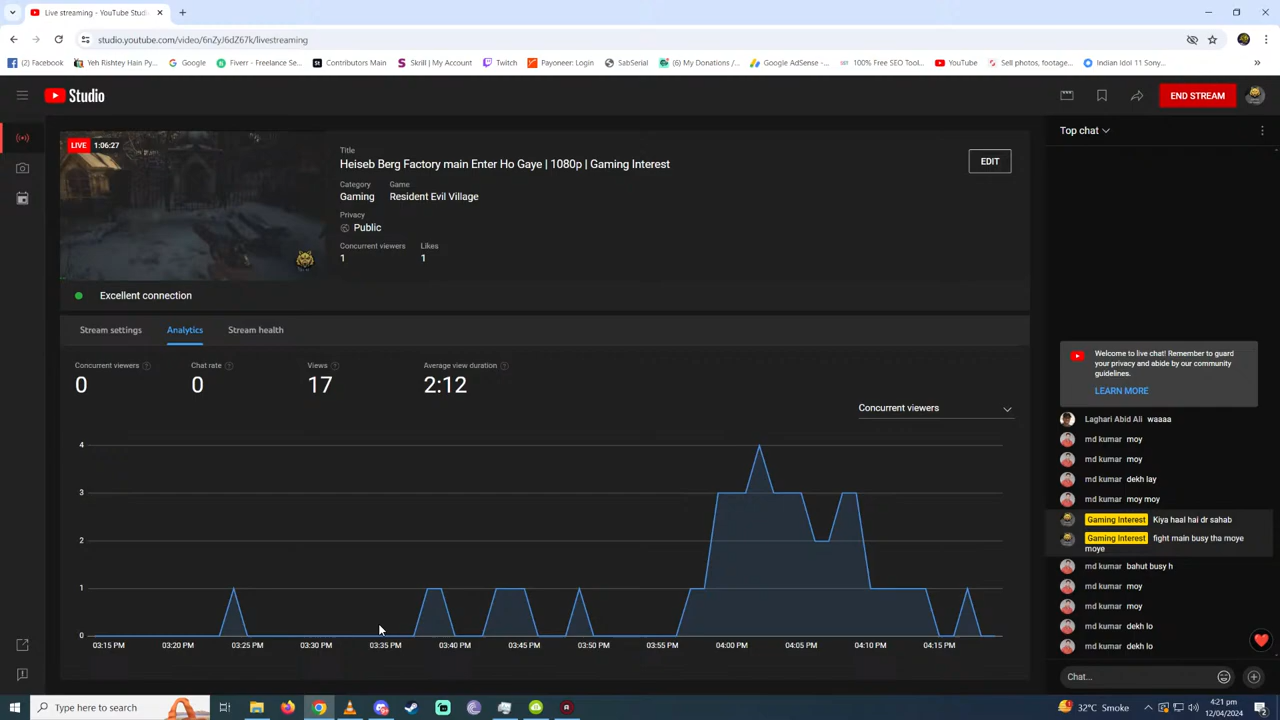 Live streaming - YouTube Studi
studio.youtube.com/video/6nZyJ6dZ67k/livestreaming
(2) Facebook
Yeh Rishtey Hain Py...
Google
Fiverr - Freelance Se...
Contributors Main
Skrill | My Account
Twitch
Payoneer: Login
SabSerial
(6) My Donations /...
Google AdSense -...
100% Free SEO Tool...
YouTube
Sell photos, footage...
Indian Idol 11 Sony...
Studio
END STREAM
LIVE 1:06:27
Title
Heiseb Berg Factory main Enter Ho Gaye | 1080p | Gaming Interest
EDIT
Category Game
Gaming Resident Evil Village
Privacy
Public
Concurrent viewers Likes
1 1
Excellent connection
Stream settings Analytics Stream health
Concurrent viewers Chat rate Views Average view duration
0 0 17 2:12
Concurrent viewers
4
3
2
1
0
03:15 PM 03:20 PM 03:25 PM 03:30 PM 03:35 PM 03:40 PM 03:45 PM 03:50 PM 03:55 PM 04:00 PM 04:05 PM 04:10 PM 04:15 PM
Top chat
Welcome to live chat! Remember to guard
your privacy and abide by our community
guidelines.
LEARN MORE
Laghari Abid Ali waaaa
md kumar moy
md kumar moy
md kumar dekh lay
md kumar moy moy
Gaming Interest Kiya haal hai dr sahab
Gaming Interest fight main busy tha moye
moye
md kumar bahut busy h
md kumar moy
md kumar moy
md kumar dekh lo
md kumar dekh lo
Chat...
Type here to search
32°C Smoke
4:21 pm
12/04/2024
2